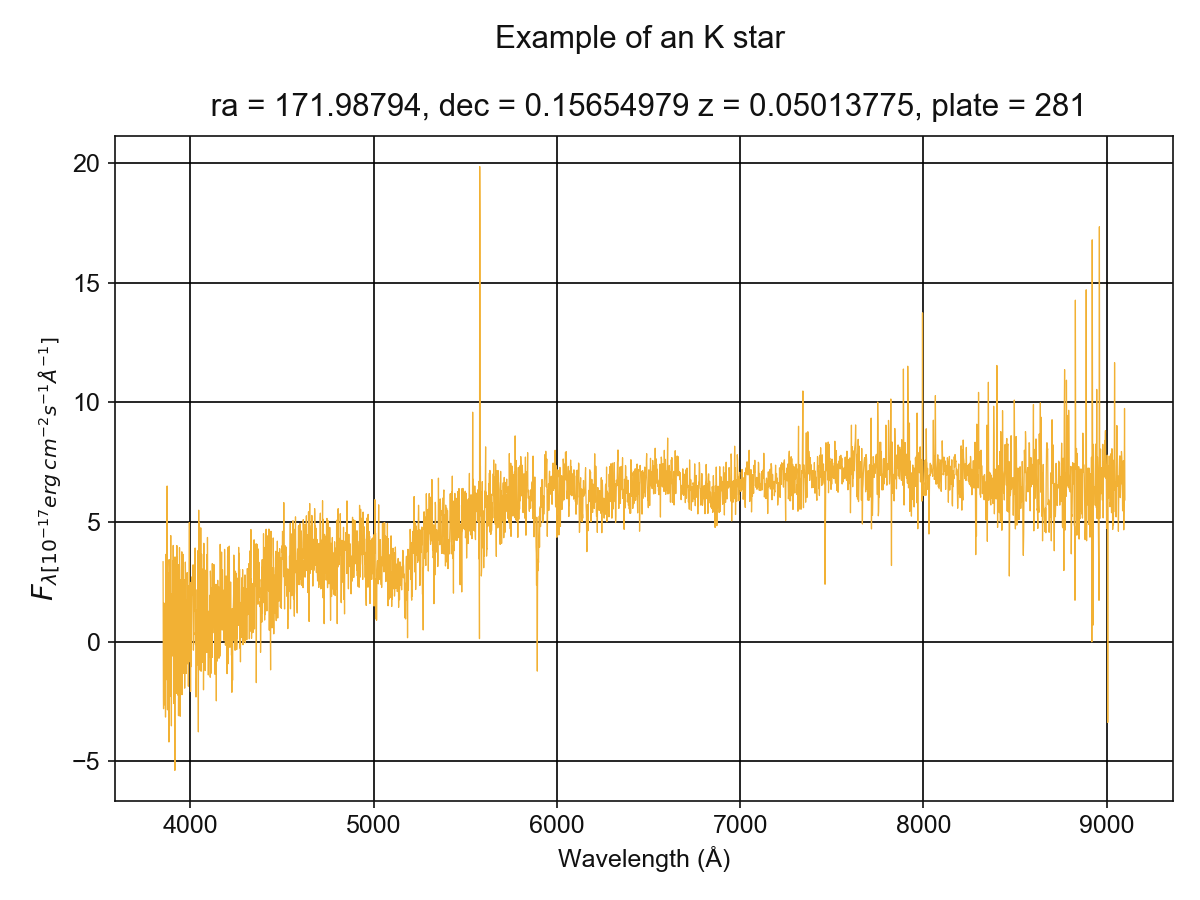 Example of an K star
ra = 171.98794, dec = 0.15654979 z = 0.05013775, plate = 281
20
15
10
5
0
−5
F_λ[10^{−17} erg cm^{−2} s^{−1} Å^{−1}]
4000 5000 6000 7000 8000 9000
Wavelength (Å)